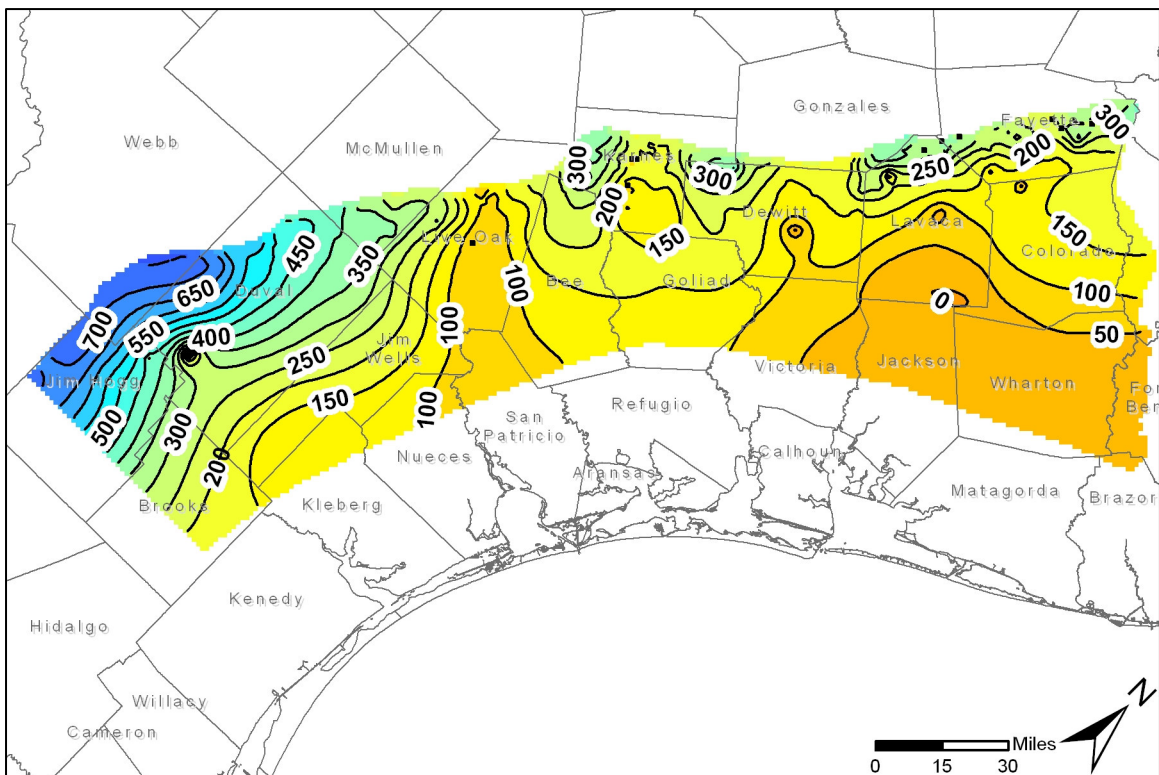 Gonzales
Webb
McMullen
Fayette
300
Karnes
250
200
300
300
200
150
Dewitt
Lavaca
150
Colorado
Live Oak
450
350
Duval
650
100
Bee
Goliad
100
0
50
700
550
400
250
100
Jim
Wells
Victoria
Jackson
Wharton
Jim Hogg
150
100
Refugio
500
300
San
Patricio
Nueces
Calhoun
200
Aransas
Brooks
Kleberg
Matagorda
Brazor
Kenedy
Hidalgo
Willacy
Cameron
N
Miles
0 15 30